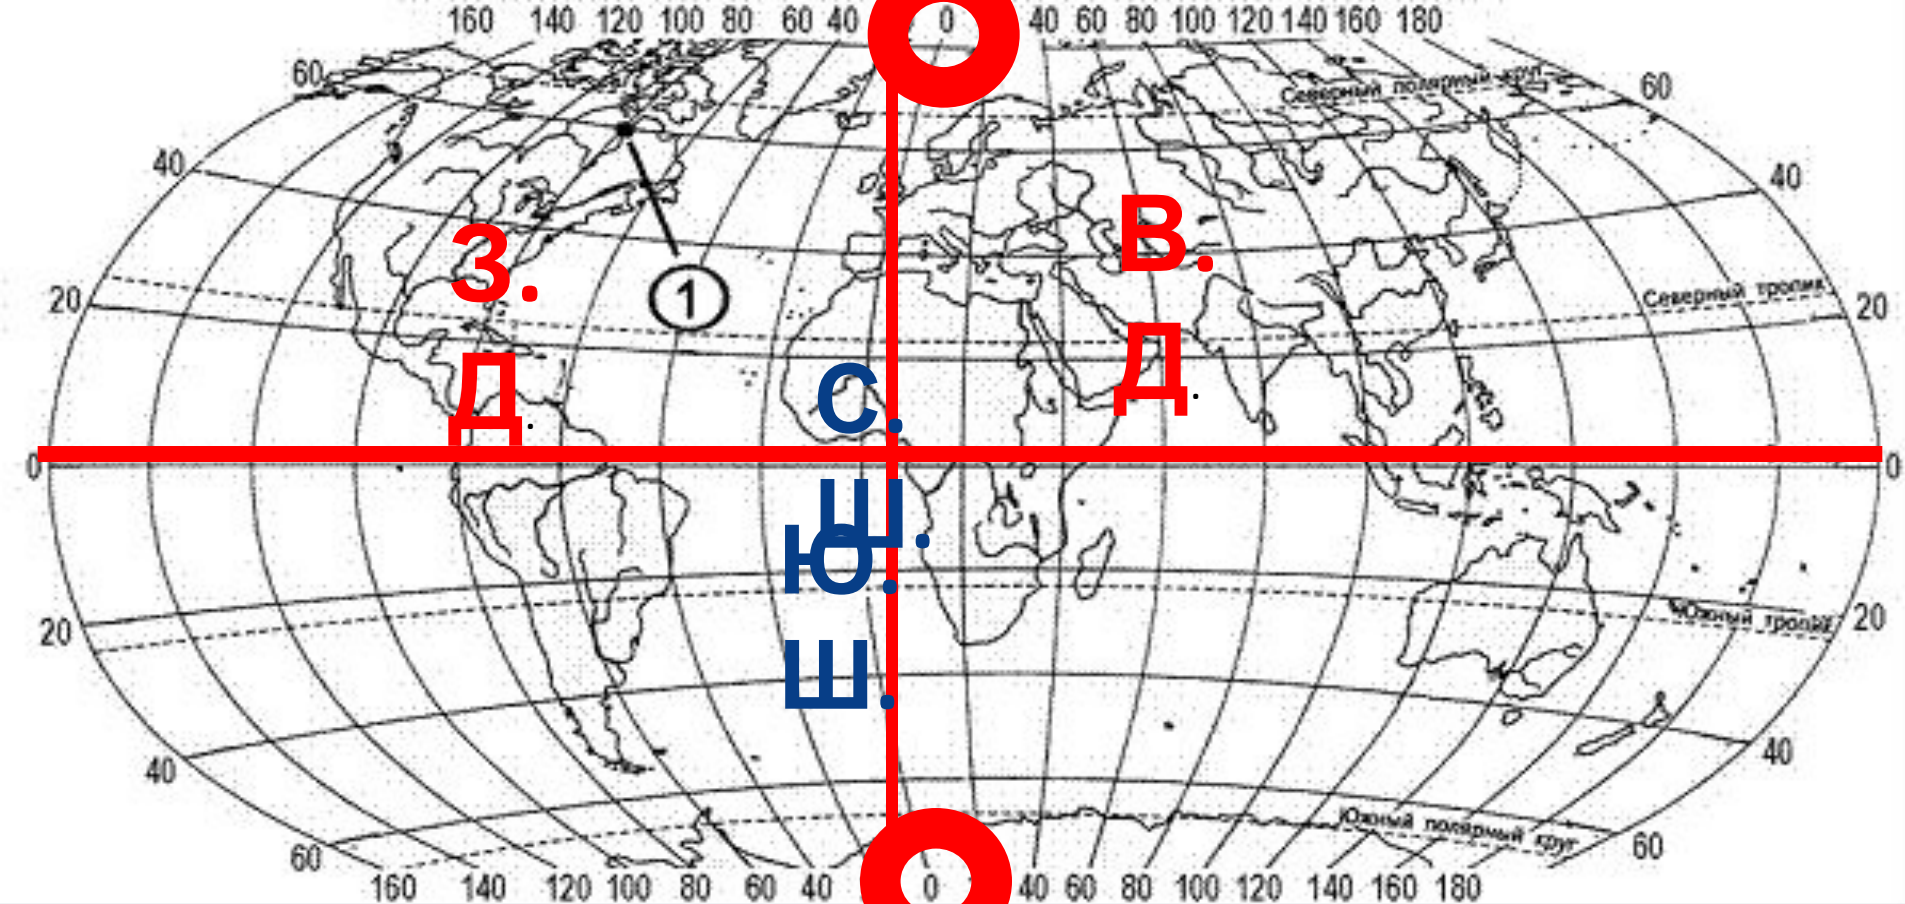 160 140 120 100 80 60 40 0 40 60 80 100 120 140 160 180
60 Северный полярный круг 60
40 40
З. В.
1
20 Северный тропик 20
Д. Д.
С.
0 0
Ш.
Ю.
20 Южный тропик 20
Ш.
40 40
60 Южный полярный круг 60
160 140 120 100 80 60 40 0 40 60 80 100 120 140 160 180